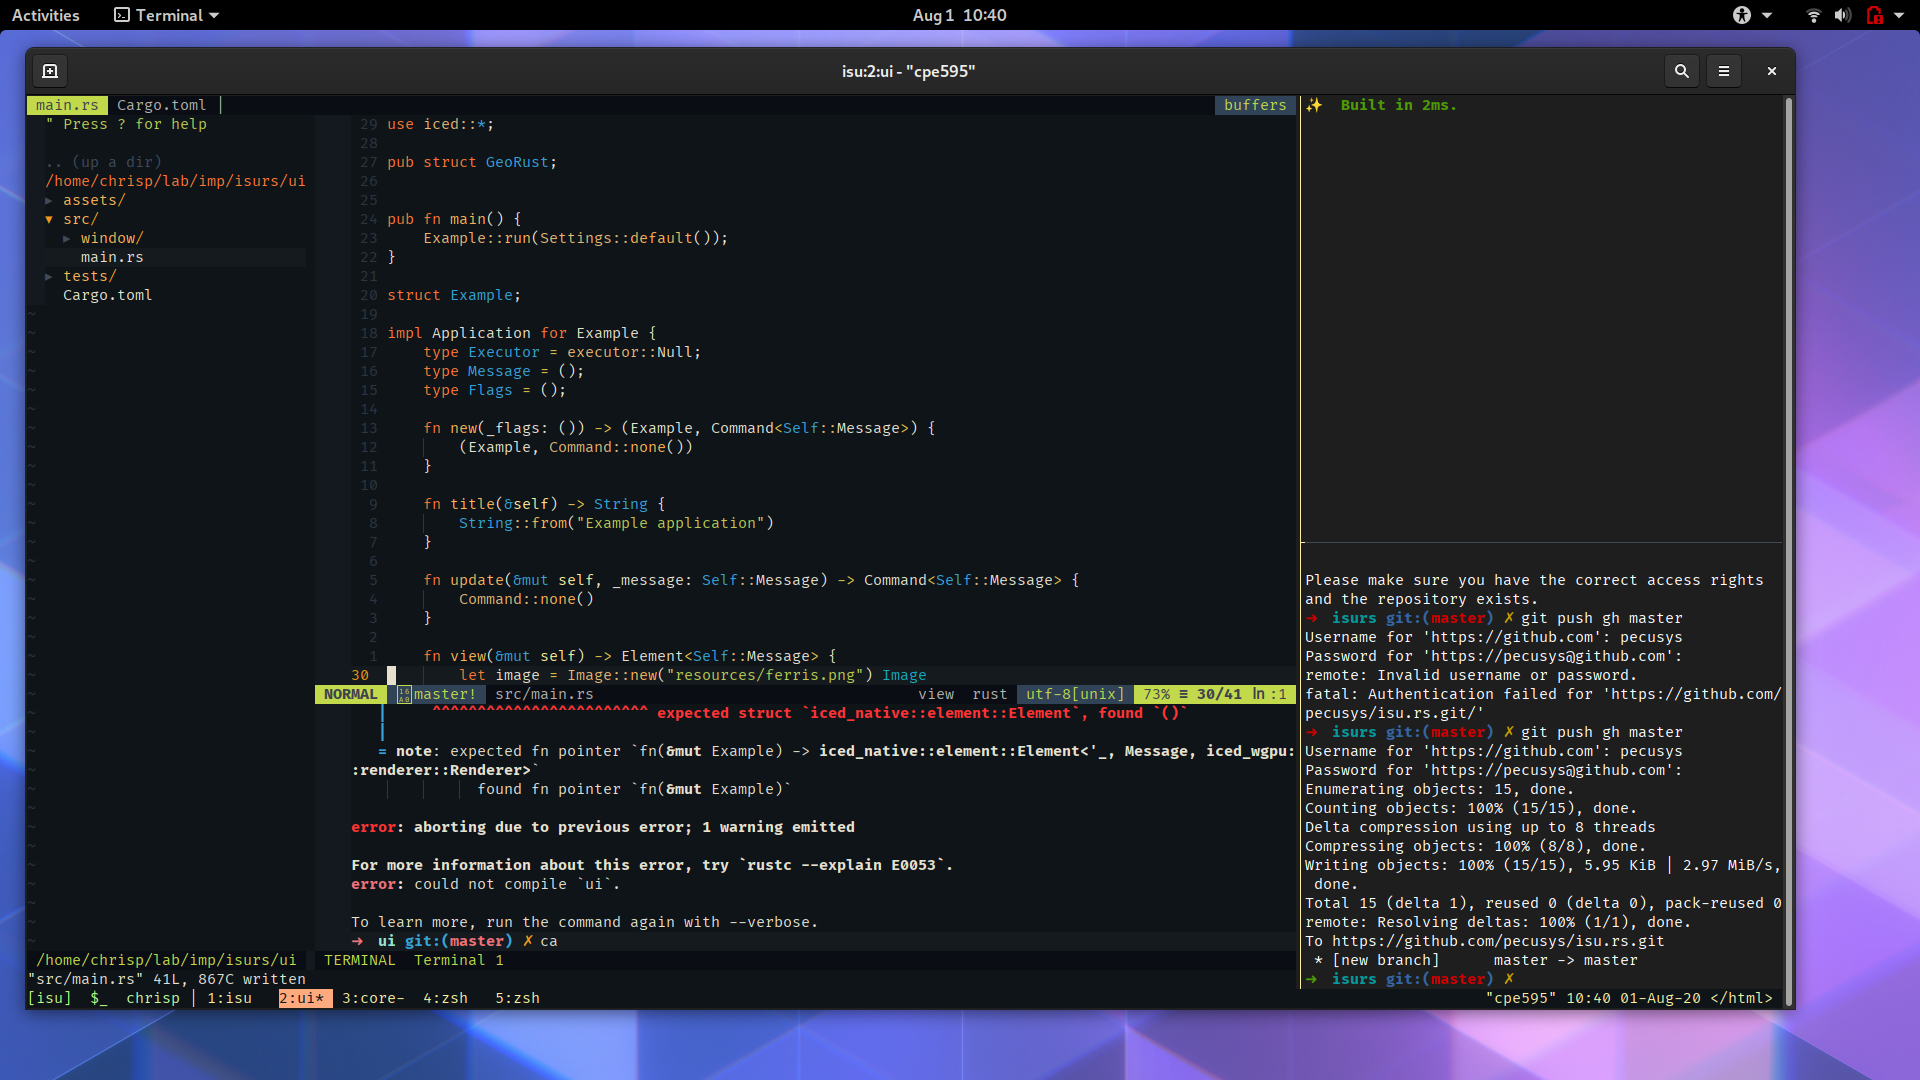 Activities
Terminal
Aug 1 10:40
isu:2:ui - "cpe595"
main.rs Cargo.toml
buffers
" Press ? for help
.. (up a dir)
/home/chrisp/lab/imp/isurs/ui
▸ assets/
▾ src/
▸ window/
main.rs
▸ tests/
Cargo.toml
29 use iced::*;
28
27 pub struct GeoRust;
26
25
24 pub fn main() {
23     Example::run(Settings::default());
22 }
21
20 struct Example;
19
18 impl Application for Example {
17     type Executor = executor::Null;
16     type Message = ();
15     type Flags = ();
14
13     fn new(_flags: ()) -> (Example, Command<Self::Message>) {
12         (Example, Command::none())
11     }
10
9     fn title(&self) -> String {
8         String::from("Example application")
7     }
6
5     fn update(&mut self, _message: Self::Message) -> Command<Self::Message> {
4         Command::none()
3     }
2
1     fn view(&mut self) -> Element<Self::Message> {
30         let image = Image::new("resources/ferris.png") Image
NORMAL master! src/main.rs view rust utf-8[unix] 73% ≡ 30/41 ln :1
^^^^^^^^^^^^^^^^^^^^^^^^ expected struct `iced_native::element::Element`, found `()`
= note: expected fn pointer `fn(&mut Example) -> iced_native::element::Element<'_, Message, iced_wgpu:
:renderer::Renderer>`
found fn pointer `fn(&mut Example)`
error: aborting due to previous error; 1 warning emitted
For more information about this error, try `rustc --explain E0053`.
error: could not compile `ui`.
To learn more, run the command again with --verbose.
➜ ui git:(master) ✗ ca
/home/chrisp/lab/imp/isurs/ui TERMINAL Terminal 1
"src/main.rs" 41L, 867C written
✨ Built in 2ms.
Please make sure you have the correct access rights
and the repository exists.
➜ isurs git:(master) ✗ git push gh master
Username for 'https://github.com': pecusys
Password for 'https://pecusys@github.com':
remote: Invalid username or password.
fatal: Authentication failed for 'https://github.com/
pecusys/isu.rs.git/'
➜ isurs git:(master) ✗ git push gh master
Username for 'https://github.com': pecusys
Password for 'https://pecusys@github.com':
Enumerating objects: 15, done.
Counting objects: 100% (15/15), done.
Delta compression using up to 8 threads
Compressing objects: 100% (8/8), done.
Writing objects: 100% (15/15), 5.95 KiB | 2.97 MiB/s,
done.
Total 15 (delta 1), reused 0 (delta 0), pack-reused 0
remote: Resolving deltas: 100% (1/1), done.
To https://github.com/pecusys/isu.rs.git
* [new branch]      master -> master
➜ isurs git:(master) ✗
[isu] $_ chrisp | 1:isu 2:ui* 3:core- 4:zsh 5:zsh
"cpe595" 10:40 01-Aug-20 </html>